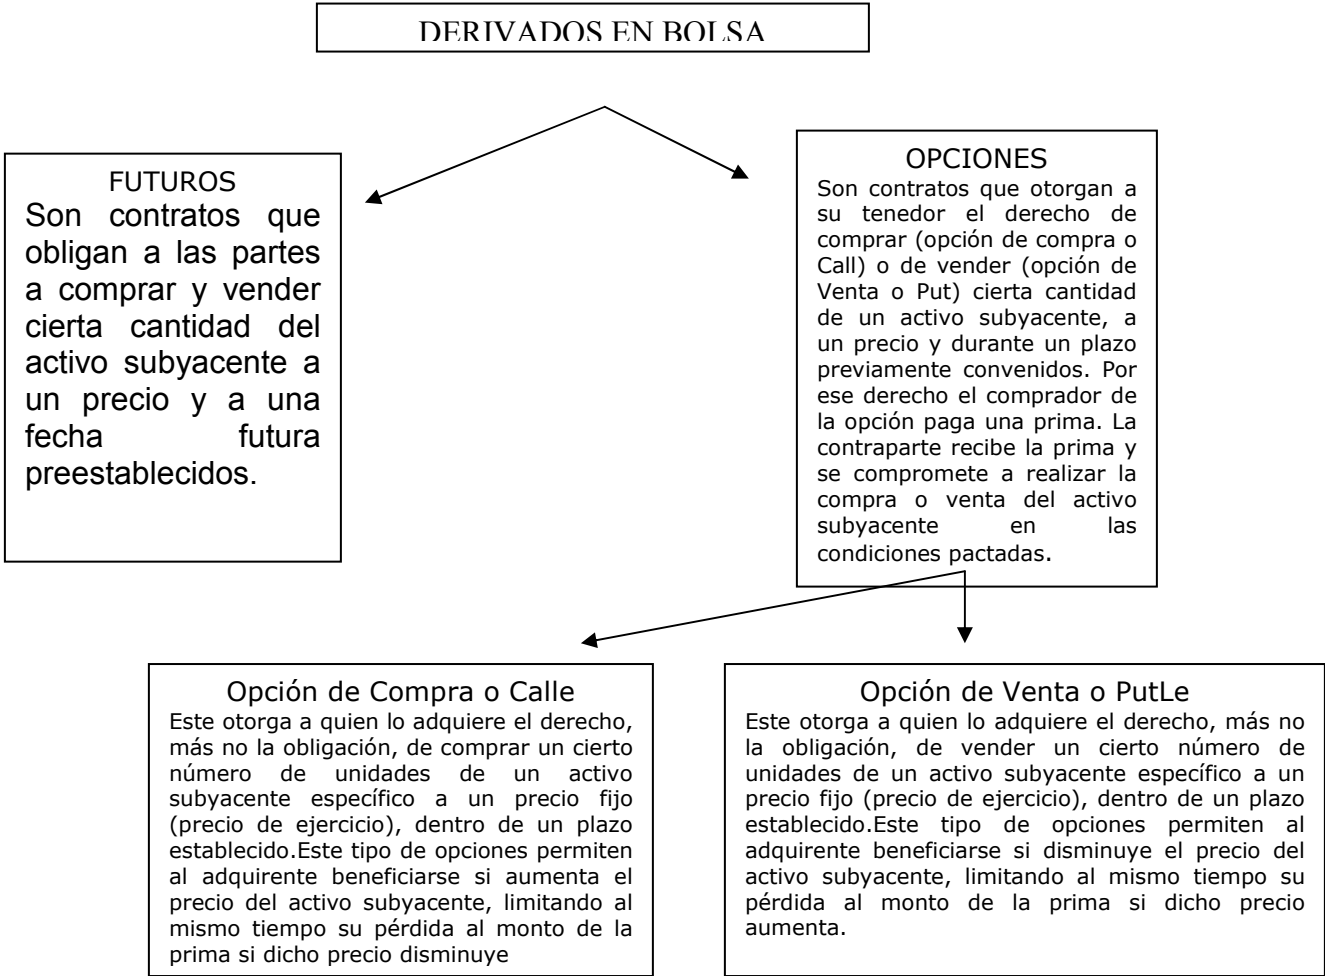 DERIVADOS EN BOLSA
FUTUROS
Son contratos que
obligan a las partes
a comprar y vender
cierta cantidad del
activo subyacente a
un precio y a una
fecha futura
preestablecidos.
OPCIONES
Son contratos que otorgan a
su tenedor el derecho de
comprar (opción de compra o
Call) o de vender (opción de
Venta o Put) cierta cantidad
de un activo subyacente, a
un precio y durante un plazo
previamente convenidos. Por
ese derecho el comprador de
la opción paga una prima. La
contraparte recibe la prima y
se compromete a realizar la
compra o venta del activo
subyacente en las
condiciones pactadas.
Opción de Compra o Calle
Este otorga a quien lo adquiere el derecho,
más no la obligación, de comprar un cierto
número de unidades de un activo
subyacente específico a un precio fijo
(precio de ejercicio), dentro de un plazo
establecido.Este tipo de opciones permiten
al adquirente beneficiarse si aumenta el
precio del activo subyacente, limitando al
mismo tiempo su pérdida al monto de la
prima si dicho precio disminuye
Opción de Venta o PutLe
Este otorga a quien lo adquiere el derecho, más no
la obligación, de vender un cierto número de
unidades de un activo subyacente específico a un
precio fijo (precio de ejercicio), dentro de un plazo
establecido.Este tipo de opciones permiten al
adquirente beneficiarse si disminuye el precio del
activo subyacente, limitando al mismo tiempo su
pérdida al monto de la prima si dicho precio
aumenta.